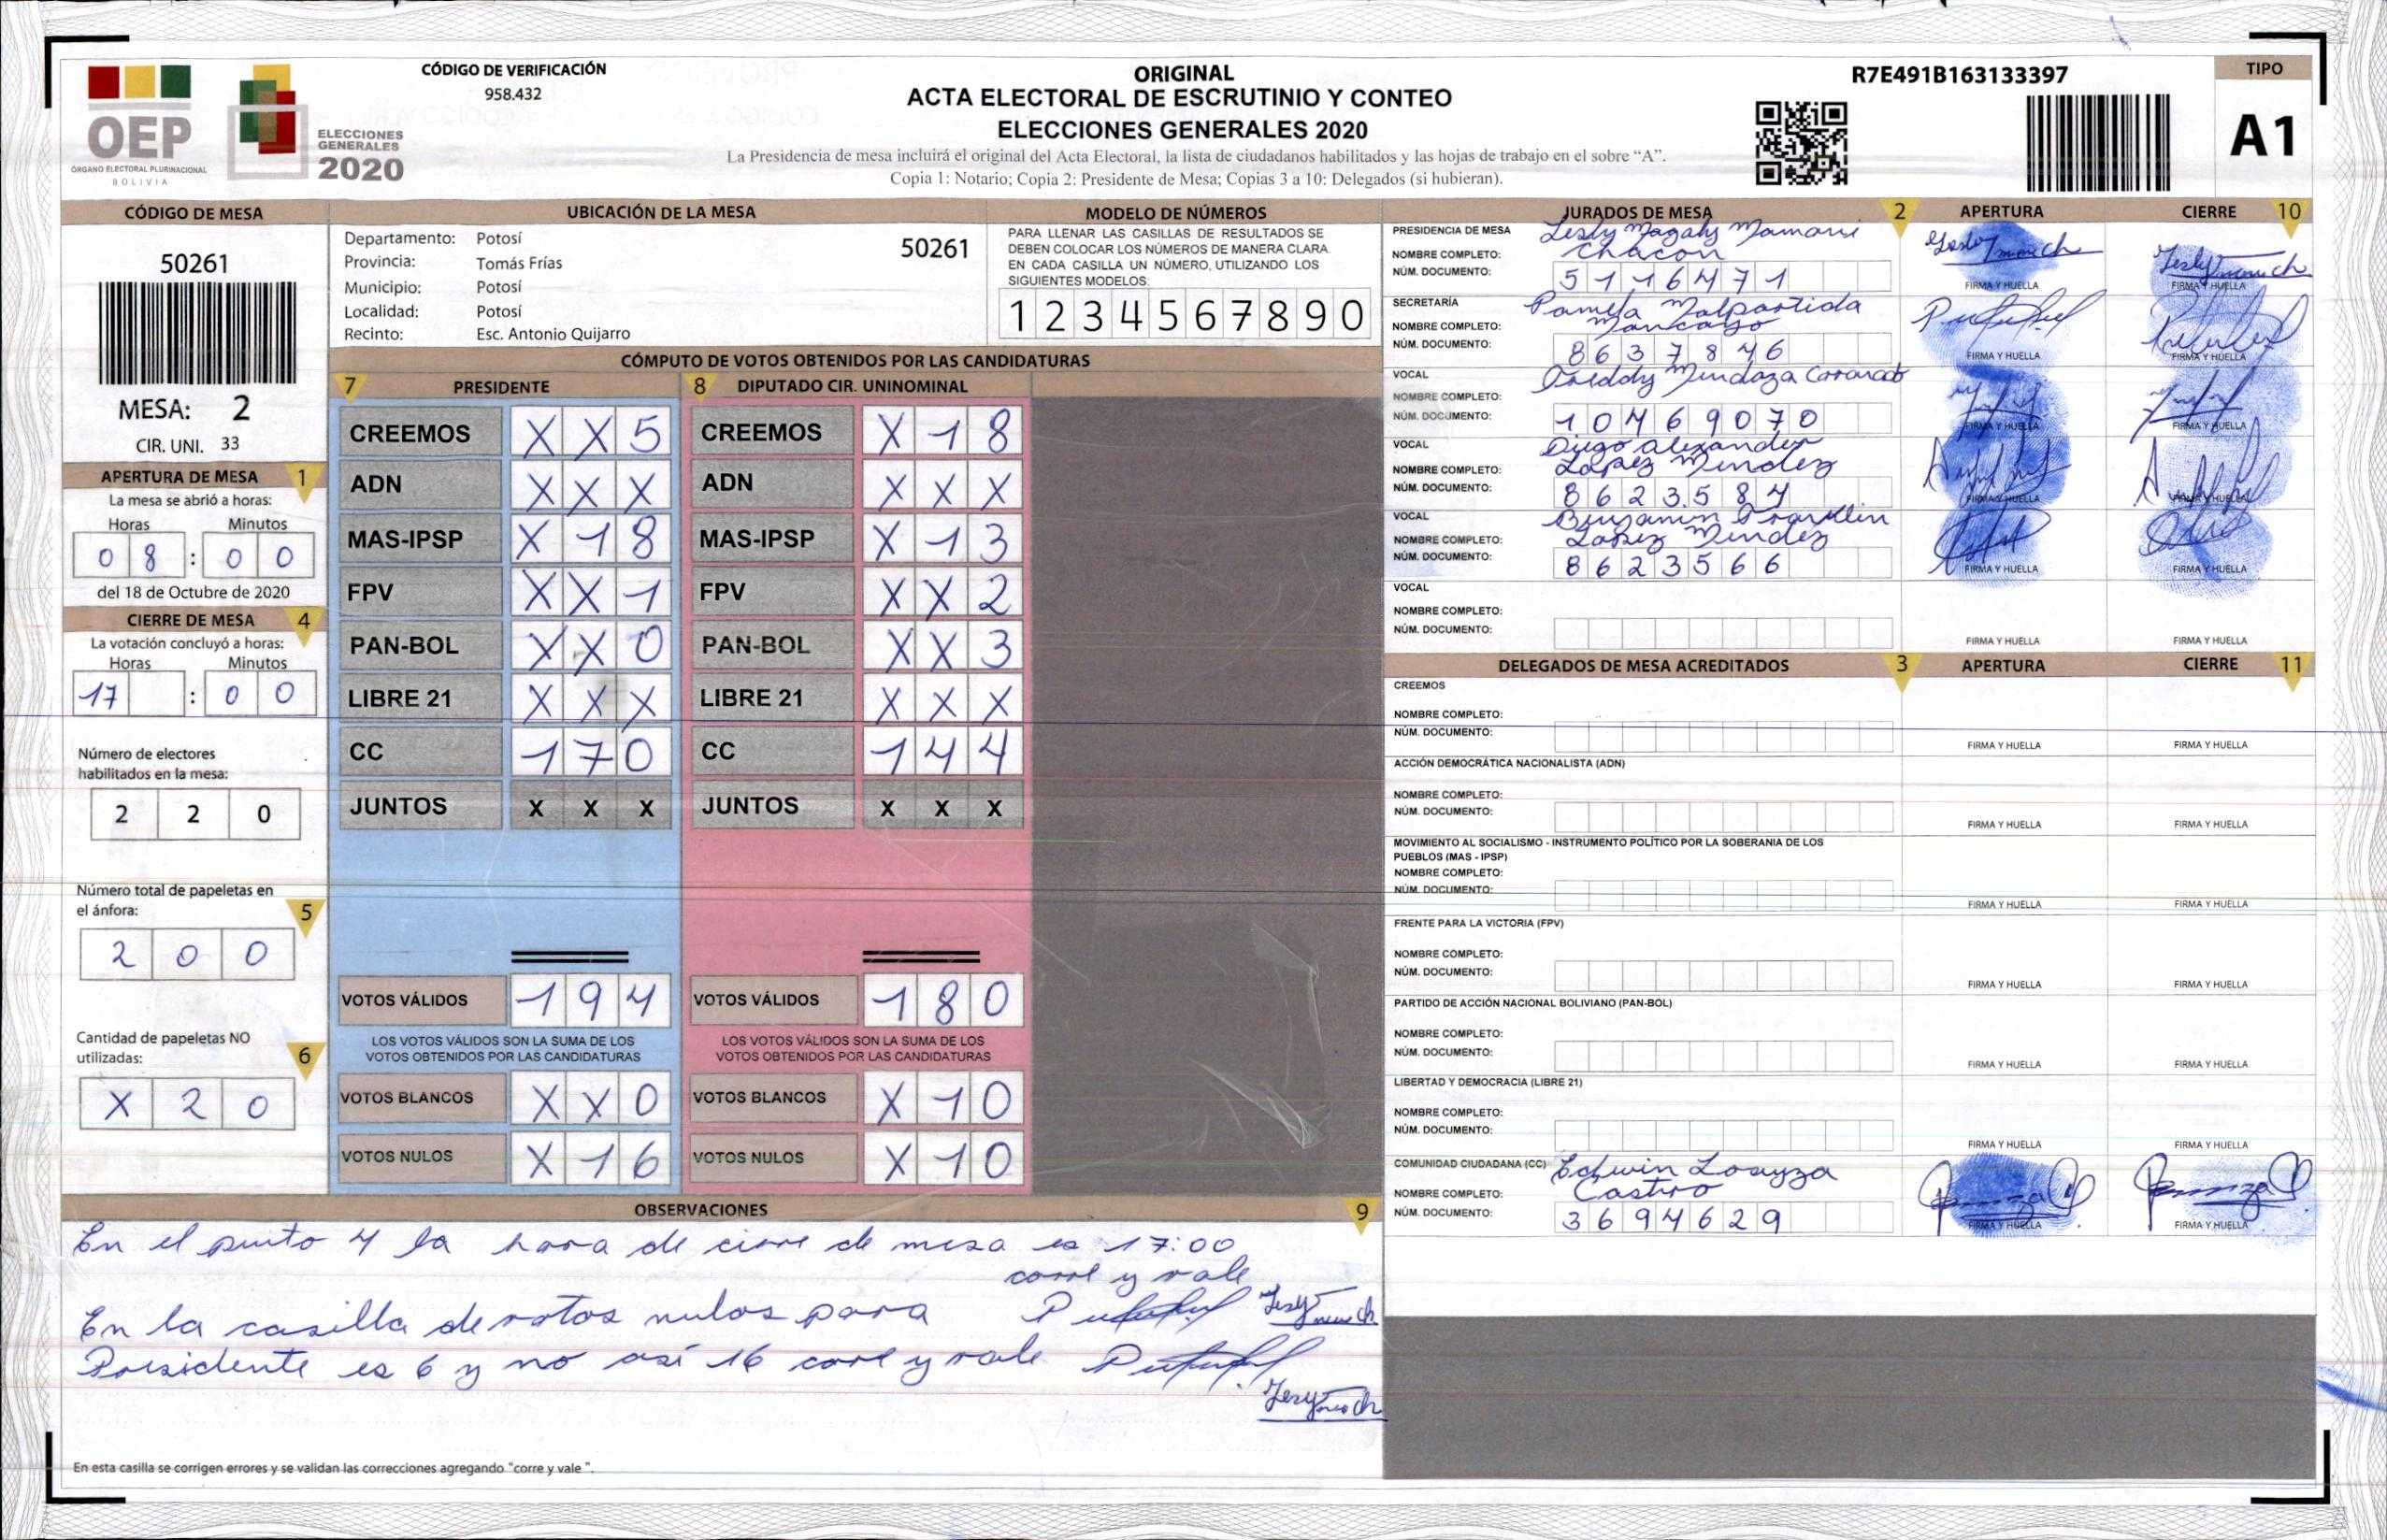 CÓDIGO DE VERIFICACIÓN
958.432
OEP
ÓRGANO ELECTORAL PLURINACIONAL
BOLIVIA
ELECCIONES
GENERALES
2020
ORIGINAL
ACTA ELECTORAL DE ESCRUTINIO Y CONTEO
ELECCIONES GENERALES 2020
La Presidencia de mesa incluirá el original del Acta Electoral, la lista de ciudadanos habilitados y las hojas de trabajo en el sobre “A”.
Copia 1: Notario; Copia 2: Presidente de Mesa; Copias 3 a 10: Delegados (si hubieran).
R7E491B163133397
TIPO
A1
CÓDIGO DE MESA
50261
MESA: 2
CIR. UNI. 33
APERTURA DE MESA 1
La mesa se abrió a horas:
Horas Minutos
0 8 : 0 0
del 18 de Octubre de 2020
CIERRE DE MESA 4
La votación concluyó a horas:
Horas Minutos
17 : 0 0
Número de electores
habilitados en la mesa:
2 2 0
Número total de papeletas en
el ánfora: 5
2 0 0
Cantidad de papeletas NO
utilizadas: 6
X 2 0
UBICACIÓN DE LA MESA
Departamento: Potosí 50261
Provincia: Tomás Frías
Municipio: Potosí
Localidad: Potosí
Recinto: Esc. Antonio Quijarro
MODELO DE NÚMEROS
PARA LLENAR LAS CASILLAS DE RESULTADOS SE
DEBEN COLOCAR LOS NÚMEROS DE MANERA CLARA
EN CADA CASILLA UN NÚMERO, UTILIZANDO LOS
SIGUIENTES MODELOS:
1 2 3 4 5 6 7 8 9 0
CÓMPUTO DE VOTOS OBTENIDOS POR LAS CANDIDATURAS
7 PRESIDENTE 8 DIPUTADO CIR. UNINOMINAL
CREEMOS X X 5 CREEMOS X 1 8
ADN X X X ADN X X X
MAS-IPSP X 1 8 MAS-IPSP X 1 3
FPV X X 1 FPV X X 2
PAN-BOL X X 0 PAN-BOL X X 3
LIBRE 21 X X X LIBRE 21 X X X
CC 1 7 0 CC 1 4 4
JUNTOS X X X JUNTOS X X X
VOTOS VÁLIDOS 1 9 4 VOTOS VÁLIDOS 1 8 0
LOS VOTOS VÁLIDOS SON LA SUMA DE LOS LOS VOTOS VÁLIDOS SON LA SUMA DE LOS
VOTOS OBTENIDOS POR LAS CANDIDATURAS VOTOS OBTENIDOS POR LAS CANDIDATURAS
VOTOS BLANCOS X X 0 VOTOS BLANCOS X 1 0
VOTOS NULOS X 1 6 VOTOS NULOS X 1 0
OBSERVACIONES 9
En el punto 4 la hora de cierre de mesa es 17:00
corre y vale
En la casilla de votos nulos para
Presidente es 6 y no así 16 corre y vale
En esta casilla se corrigen errores y se validan las correcciones agregando "corre y vale ".
JURADOS DE MESA 2 APERTURA CIERRE 10
PRESIDENCIA DE MESA Lesly Magaly Mamani
NOMBRE COMPLETO: Chacon
NÚM. DOCUMENTO: 5 1 1 6 4 7 1 FIRMA Y HUELLA FIRMA Y HUELLA
SECRETARÍA Pamela Malpartida
NOMBRE COMPLETO:
NÚM. DOCUMENTO: 8 6 3 7 8 4 6 FIRMA Y HUELLA FIRMA Y HUELLA
VOCAL Freddy Mendoza
NOMBRE COMPLETO:
NÚM. DOCUMENTO: 1 0 4 6 9 0 7 0 FIRMA Y HUELLA FIRMA Y HUELLA
VOCAL Diego Alexander
NOMBRE COMPLETO: Lopez Mendez
NÚM. DOCUMENTO: 8 6 2 3 5 8 4 FIRMA Y HUELLA FIRMA Y HUELLA
VOCAL Benjamin Franklin
NOMBRE COMPLETO: Lopez Mendez
NÚM. DOCUMENTO: 8 6 2 3 5 6 6 FIRMA Y HUELLA FIRMA Y HUELLA
VOCAL
NOMBRE COMPLETO:
NÚM. DOCUMENTO: FIRMA Y HUELLA FIRMA Y HUELLA
DELEGADOS DE MESA ACREDITADOS 3 APERTURA CIERRE 11
CREEMOS
NOMBRE COMPLETO:
NÚM. DOCUMENTO: FIRMA Y HUELLA FIRMA Y HUELLA
ACCIÓN DEMOCRÁTICA NACIONALISTA (ADN)
NOMBRE COMPLETO:
NÚM. DOCUMENTO: FIRMA Y HUELLA FIRMA Y HUELLA
MOVIMIENTO AL SOCIALISMO - INSTRUMENTO POLÍTICO POR LA SOBERANIA DE LOS
PUEBLOS (MAS - IPSP)
NOMBRE COMPLETO:
NÚM. DOCUMENTO: FIRMA Y HUELLA FIRMA Y HUELLA
FRENTE PARA LA VICTORIA (FPV)
NOMBRE COMPLETO:
NÚM. DOCUMENTO: FIRMA Y HUELLA FIRMA Y HUELLA
PARTIDO DE ACCIÓN NACIONAL BOLIVIANO (PAN-BOL)
NOMBRE COMPLETO:
NÚM. DOCUMENTO: FIRMA Y HUELLA FIRMA Y HUELLA
LIBERTAD Y DEMOCRACIA (LIBRE 21)
NOMBRE COMPLETO:
NÚM. DOCUMENTO: FIRMA Y HUELLA FIRMA Y HUELLA
COMUNIDAD CIUDADANA (CC) Edwin Loayza
NOMBRE COMPLETO: Castro
NÚM. DOCUMENTO: 3 6 9 4 6 2 9 FIRMA Y HUELLA FIRMA Y HUELLA